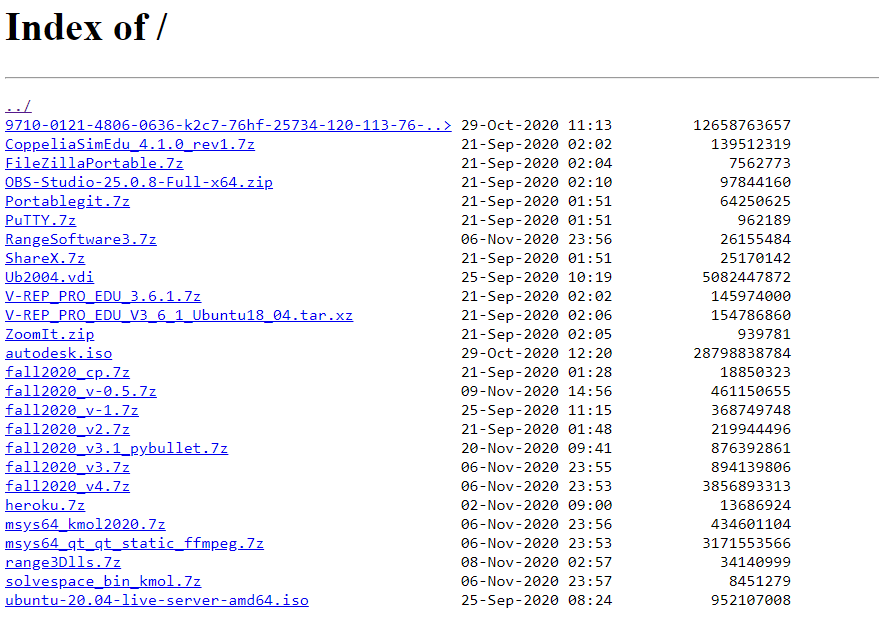 Index of /
../
9710-0121-4806-0636-k2c7-76hf-25734-120-113-76-..> 29-Oct-2020 11:13 12658763657
CoppeliaSimEdu_4.1.0_rev1.7z 21-Sep-2020 02:02 139512319
FileZillaPortable.7z 21-Sep-2020 02:04 7562773
OBS-Studio-25.0.8-Full-x64.zip 21-Sep-2020 02:10 97844160
Portablegit.7z 21-Sep-2020 01:51 64250625
PuTTY.7z 21-Sep-2020 01:51 962189
RangeSoftware3.7z 06-Nov-2020 23:56 26155484
ShareX.7z 21-Sep-2020 01:51 25170142
Ub2004.vdi 25-Sep-2020 10:19 5082447872
V-REP_PRO_EDU_3.6.1.7z 21-Sep-2020 02:02 145974000
V-REP_PRO_EDU_V3_6_1_Ubuntu18_04.tar.xz 21-Sep-2020 02:06 154786860
ZoomIt.zip 21-Sep-2020 02:05 939781
autodesk.iso 29-Oct-2020 12:20 28798838784
fall2020_cp.7z 21-Sep-2020 01:28 18850323
fall2020_v-0.5.7z 09-Nov-2020 14:56 461150655
fall2020_v-1.7z 25-Sep-2020 11:15 368749748
fall2020_v2.7z 21-Sep-2020 01:48 219944496
fall2020_v3.1_pybullet.7z 20-Nov-2020 09:41 876392861
fall2020_v3.7z 06-Nov-2020 23:55 894139806
fall2020_v4.7z 06-Nov-2020 23:53 3856893313
heroku.7z 02-Nov-2020 09:00 13686924
msys64_kmol2020.7z 06-Nov-2020 23:56 434601104
msys64_qt_qt_static_ffmpeg.7z 06-Nov-2020 23:53 3171553566
range3Dlls.7z 08-Nov-2020 02:57 34140999
solvespace_bin_kmol.7z 06-Nov-2020 23:57 8451279
ubuntu-20.04-live-server-amd64.iso 25-Sep-2020 08:24 952107008